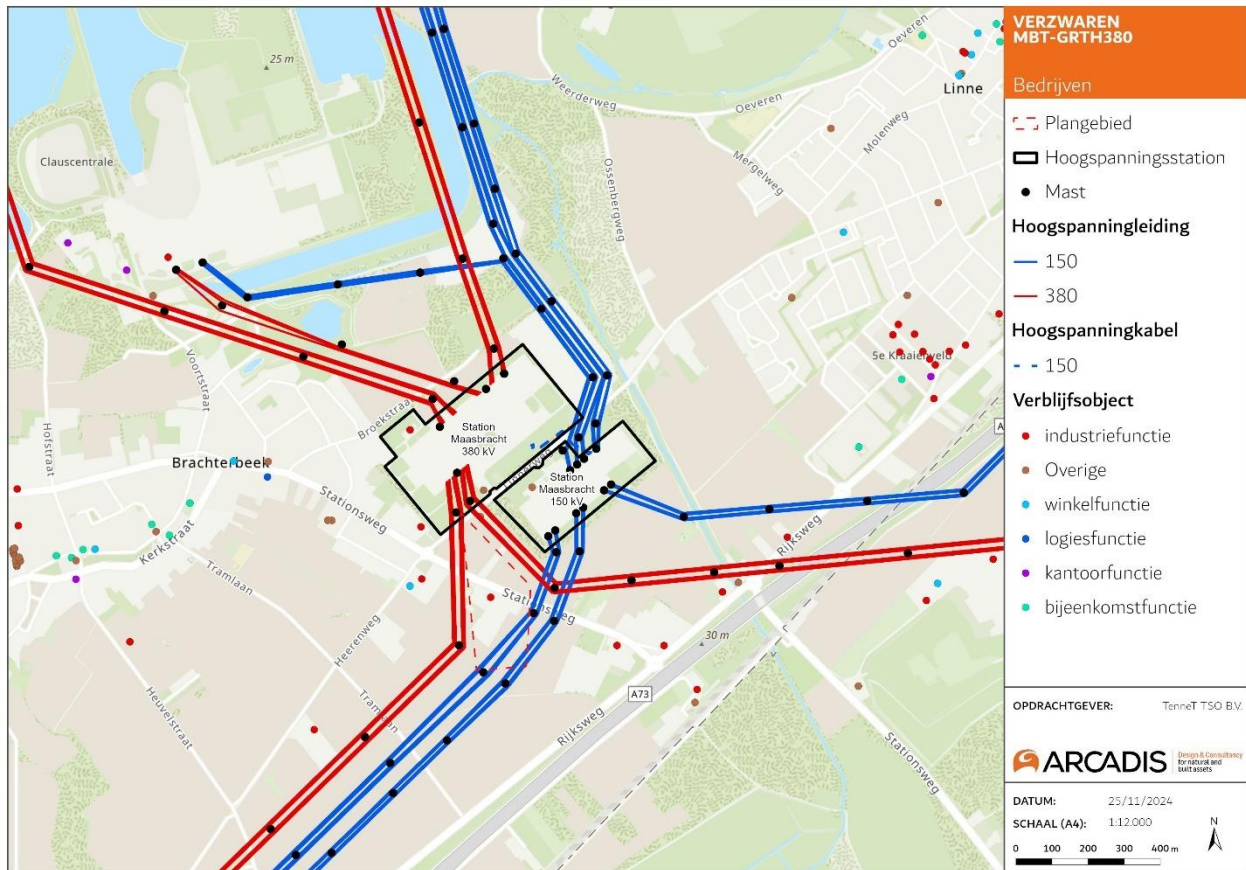 25 m
Clauscentrale
Weerderweg
Oeveren
Oeveren
Linne
Molenweg
Mergelweg
Ossenbergweg
Voortstraat
Hofstraat
Broekstraat
5e Kraaienveld
Brachterbeek
Station
Maasbracht
380 kV
Station
Maasbracht
150 kV
Stationsweg
Kerkstraat
Tramlaan
Heerenweg
Stationsweg
Rijksweg
30 m
Heuvelstraat
Tramlaan
A73
Rijksweg
Stationsweg
VERZWAREN
MBT-GRTH380
Bedrijven
Plangebied
Hoogspanningsstation
Mast
Hoogspanningleiding
150
380
Hoogspanningkabel
150
Verblijfsobject
industriefunctie
Overige
winkelfunctie
logiesfunctie
kantoorfunctie
bijeenkomstfunctie
OPDRACHTGEVER: TenneT TSO B.V.
ARCADIS
Design & Consultancy
for natural and
built assets
DATUM: 25/11/2024
SCHAAL (A4): 1:12.000
N
0 100 200 300 400 m